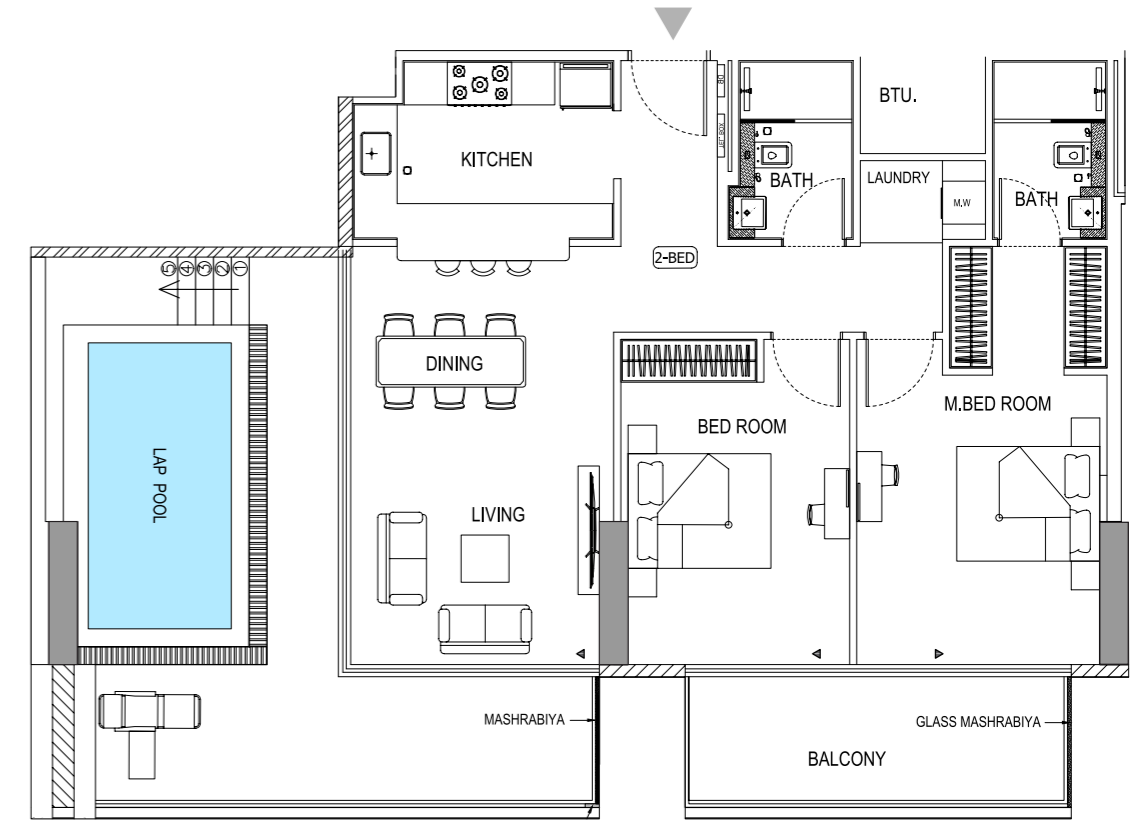 BTU.
KITCHEN
BATH
LAUNDRY
M.W
BATH
2-BED
5
4
3
2
1
DINING
M.BED ROOM
BED ROOM
LAP POOL
LIVING
MASHRABIYA
GLASS MASHRABIYA
BALCONY